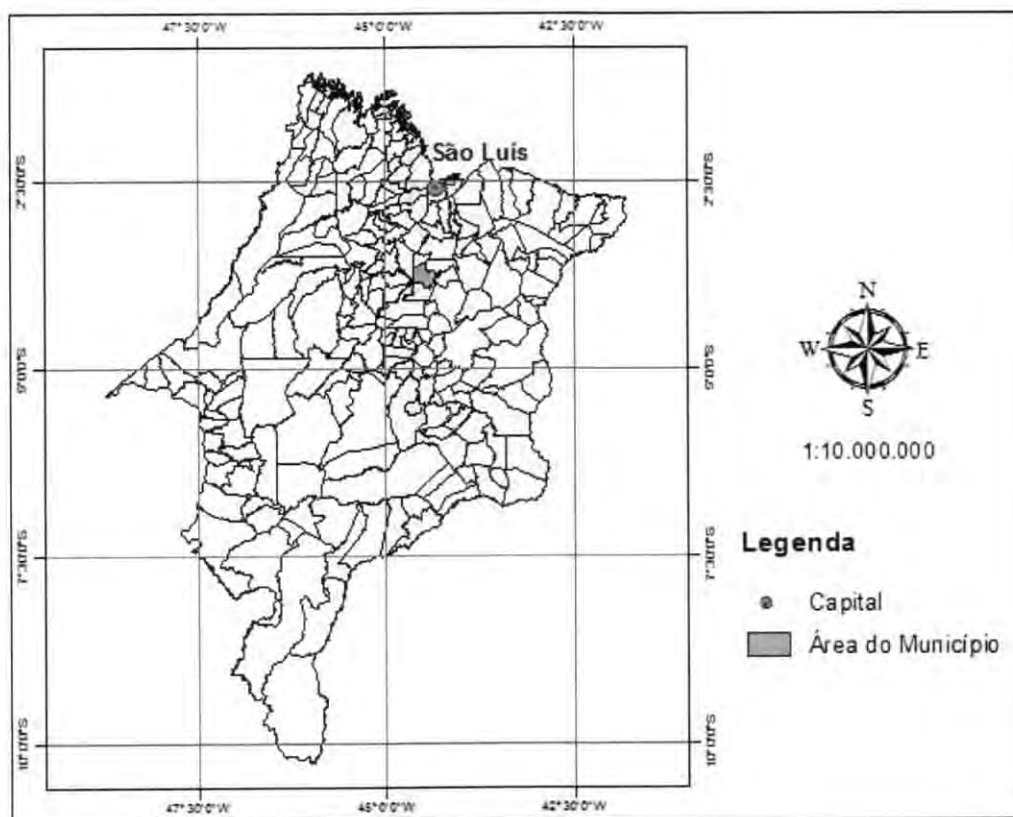 47°30'0"W 45°0'0"W 42°30'0"W
São Luís
2°30'0"S 2°30'0"S
N
W E
S
5°0'0"S 5°0'0"S
1:10.000.000
Legenda
7°30'0"S 7°30'0"S
Capital
Área do Município
10°0'0"S 10°0'0"S
47°30'0"W 45°0'0"W 42°30'0"W